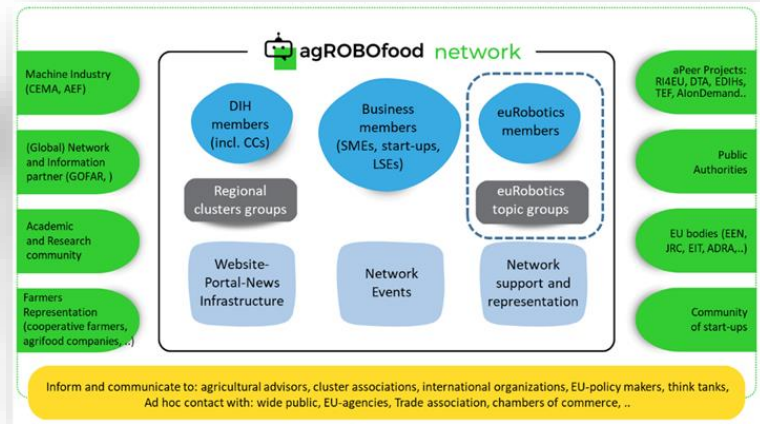 agROBOfood network
Machine Industry
(CEMA, AEF)
(Global) Network
and Information
partner (GOFAR, )
Academic
and Research
community
Farmers
Representation
(cooperative farmers,
agrifood companies, ..)
DIH
members
(incl. CCs)
Business
members
(SMEs, start-ups,
LSEs)
euRobotics
members
Regional
clusters groups
euRobotics
topic groups
Website-
Portal-News
Infrastructure
Network
Events
Network
support and
representation
aPeer Projects:
RI4EU, DTA, EDIHs,
TEF, AIonDemand..
Public
Authorities
EU bodies (EEN,
JRC, EIT, ADRA,..)
Community
of start-ups
Inform and communicate to: agricultural advisors, cluster associations, international organizations, EU-policy makers, think tanks,
Ad hoc contact with: wide public, EU-agencies, Trade association, chambers of commerce, ..